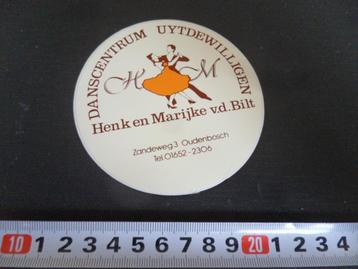 DANSCENTRUM UYTDEWILLIGEN
H M
Henk en Marijke v.d. Bilt
Zandeweg 3 Oudenbosch
Tel. 01652-2306
10 1 2 3 4 5 6 7 8 9 20 1 2 3 4